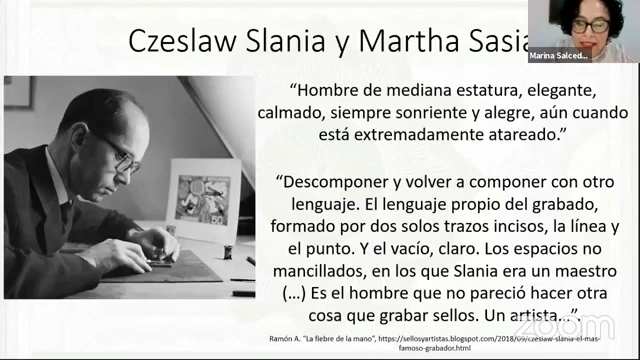 Czeslaw Slania y Martha Sasia
Marina Salced...
“Hombre de mediana estatura, elegante,
calmado, siempre sonriente y alegre, aún cuando
está extremadamente atareado.”
“Descomponer y volver a componer con otro
lenguaje. El lenguaje propio del grabado,
formado por dos solos trazos incisos, la línea y
el punto. Y el vacío, claro. Los espacios no
mancillados, en los que Slania era un maestro
(…) Es el hombre que no pareció hacer otra
cosa que grabar sellos. Un artista…”.
Ramón A. “La fiebre de la mano”, https://sellosyartistas.blogspot.com/2018/09/czeslaw-slania-el-mas-
famoso-grabador.html
zoom